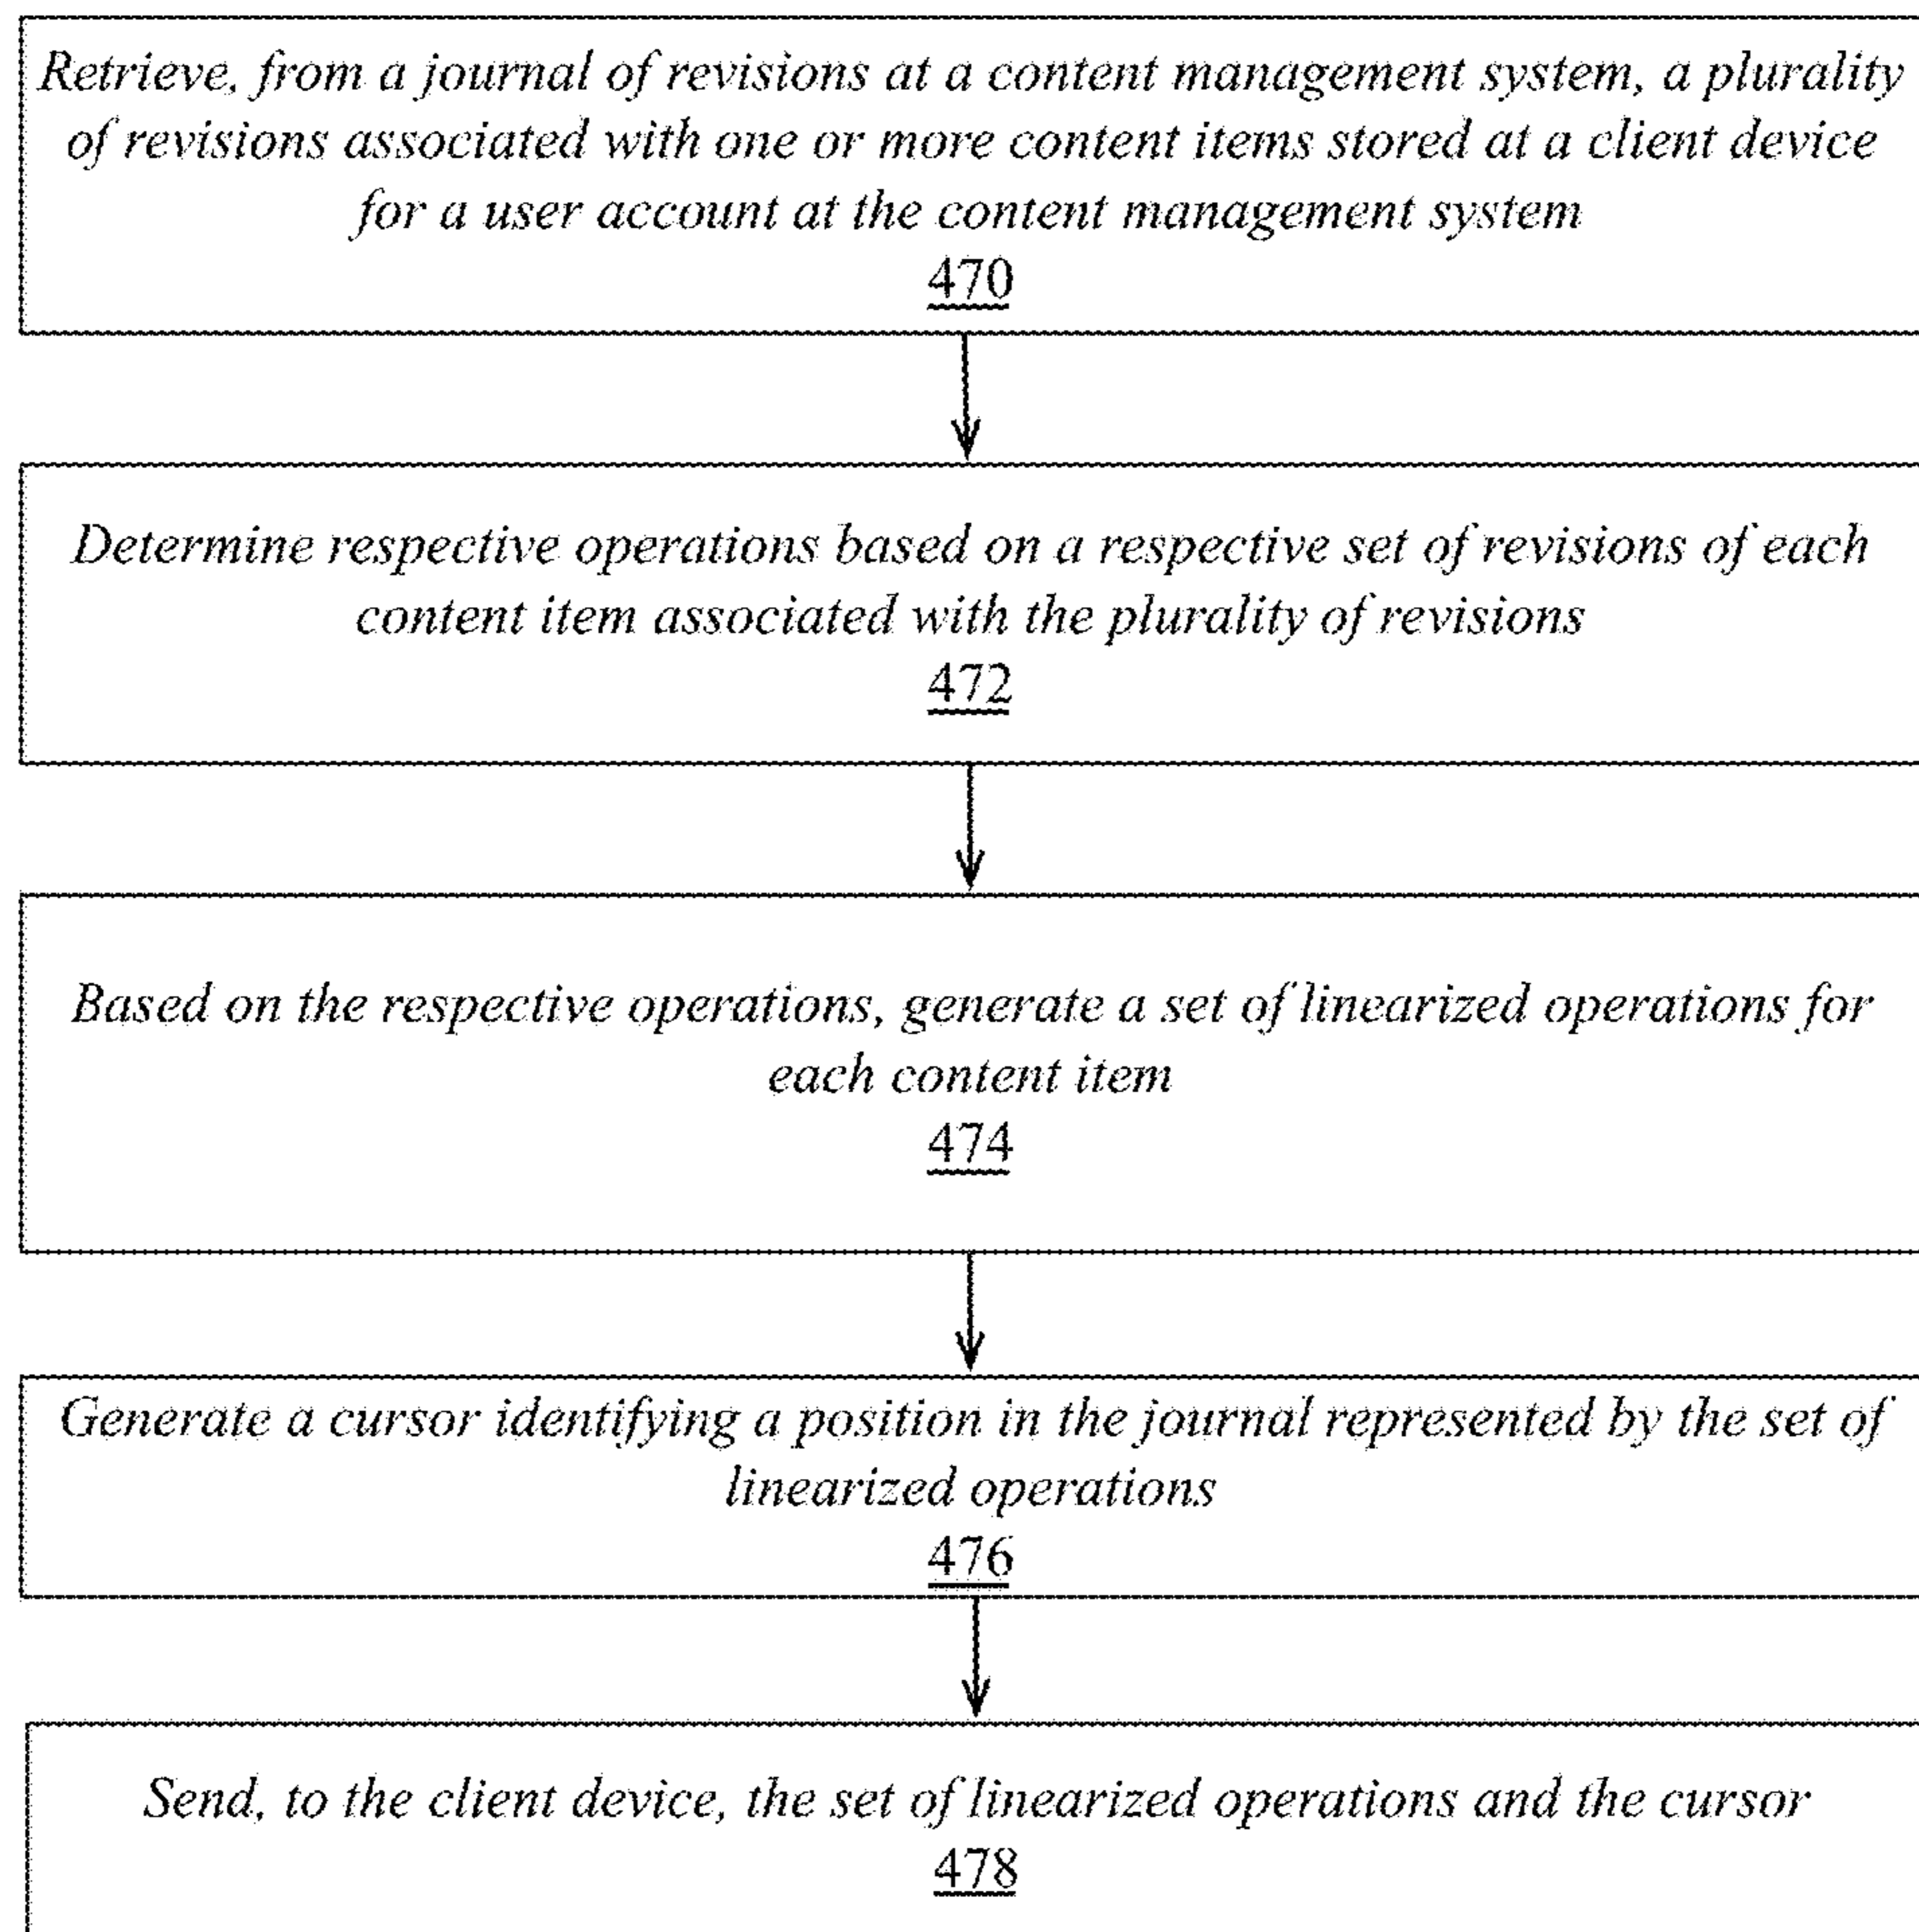 Retrieve, from a journal of revisions at a content management system, a plurality
of revisions associated with one or more content items stored at a client device
for a user account at the content management system
470
Determine respective operations based on a respective set of revisions of each
content item associated with the plurality of revisions
472
Based on the respective operations, generate a set of linearized operations for
each content item
474
Generate a cursor identifying a position in the journal represented by the set of
linearized operations
476
Send, to the client device, the set of linearized operations and the cursor
478